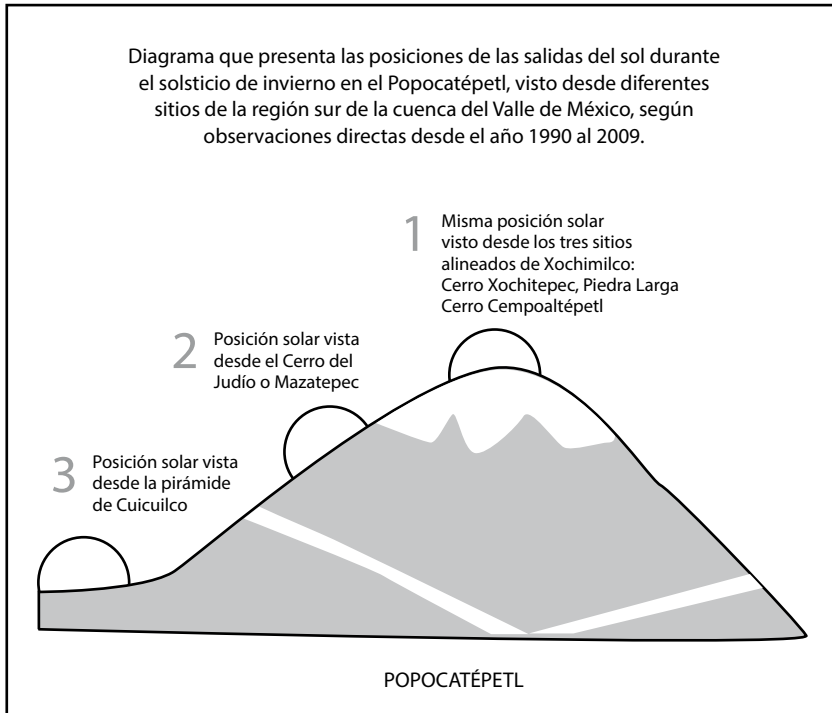 Diagrama que presenta las posiciones de las salidas del sol durante
el solsticio de invierno en el Popocatépetl, visto desde diferentes
sitios de la región sur de la cuenca del Valle de México, según
observaciones directas desde el año 1990 al 2009.
1
Misma posición solar
visto desde los tres sitios
alineados de Xochimilco:
Cerro Xochitepec, Piedra Larga
Cerro Cempoaltépetl
2
Posición solar vista
desde el Cerro del
Judío o Mazatepec
3
Posición solar vista
desde la pirámide
de Cuicuilco
POPOCATÉPETL